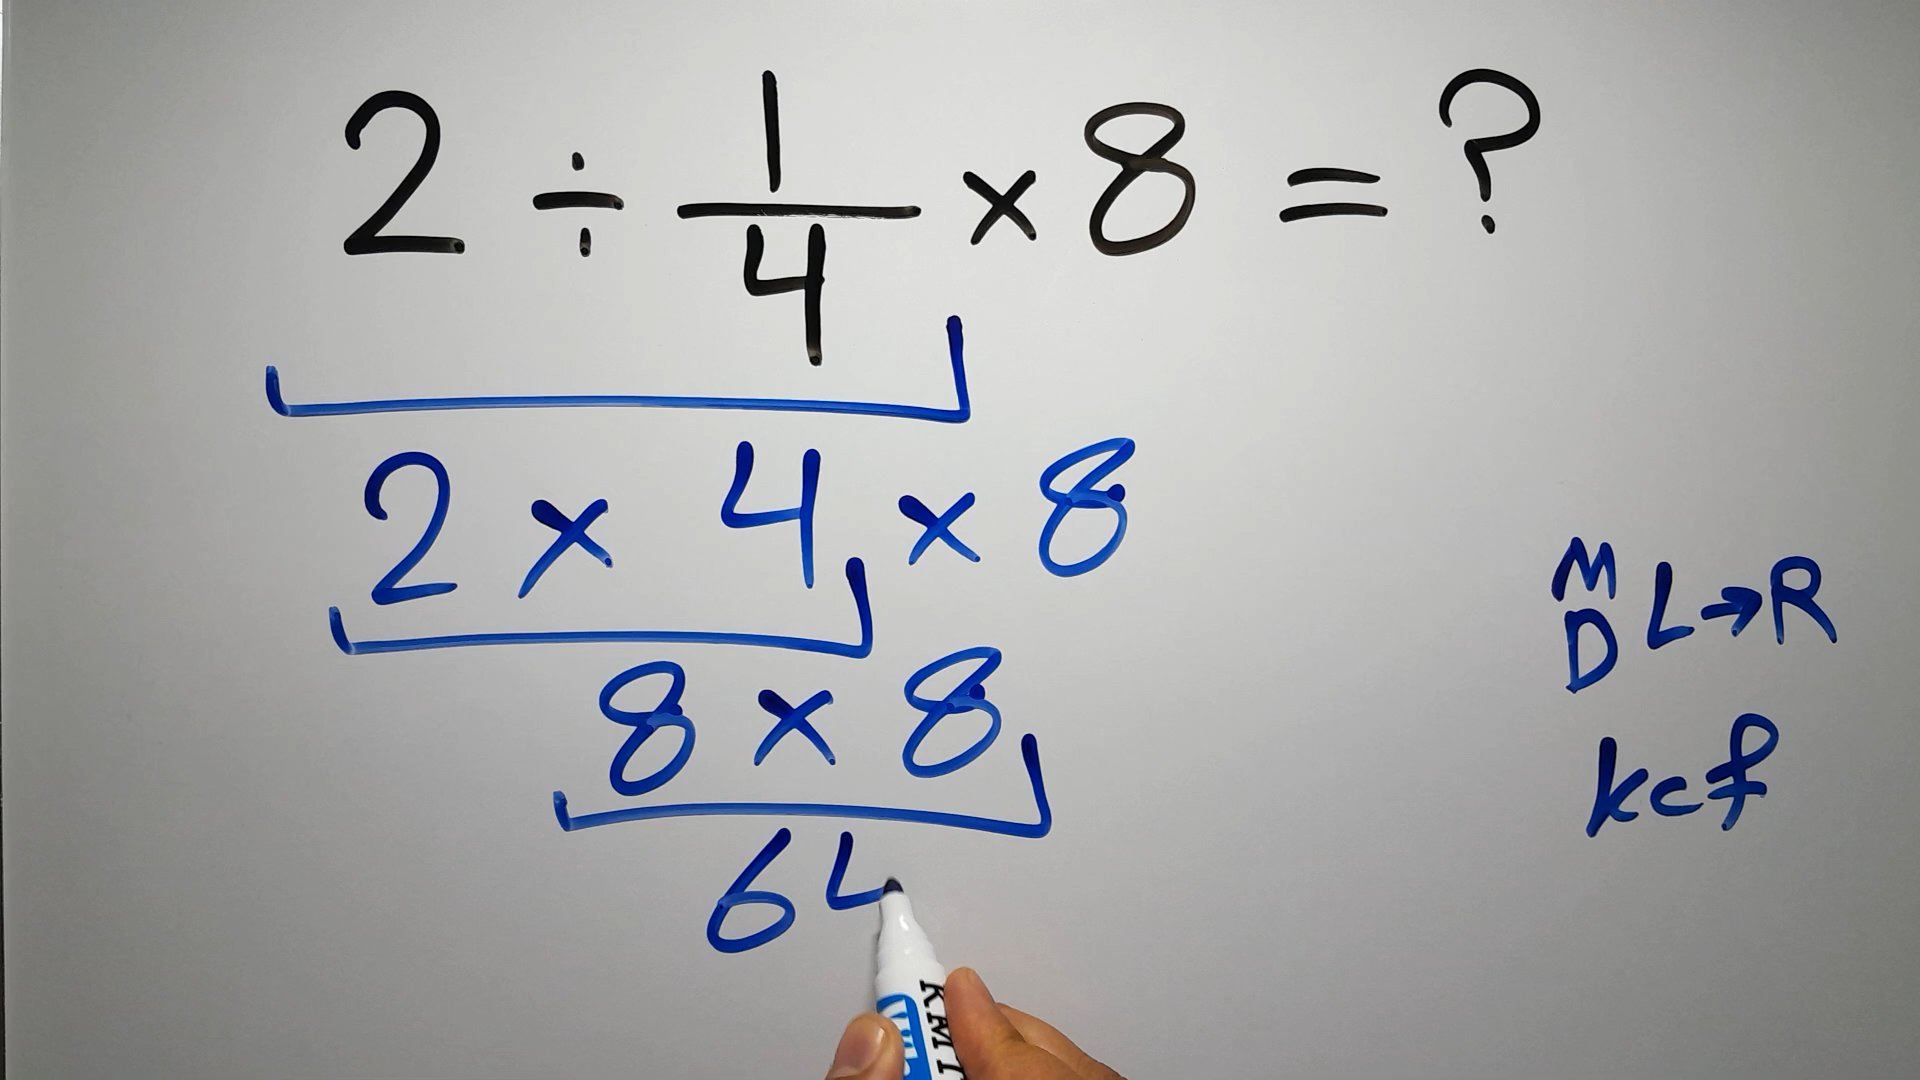 2 ÷ 1/4 × 8 = ?
2 × 4 × 8
M
D L→R
8 × 8
kcf
64